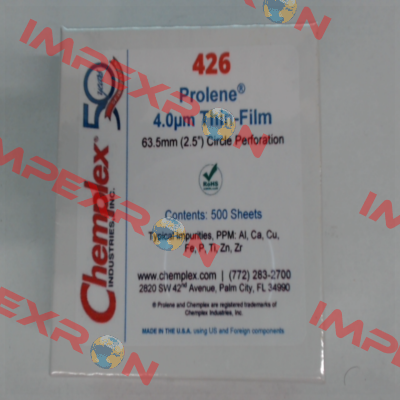 426
Prolene®
4.0µm Thin-Film
63.5mm (2.5") Circle Perforation
RoHS
Contents: 500 Sheets
Typical Impurities, PPM: Al, Ca, Cu,
Fe, P, Ti, Zn, Zr
www.chemplex.com | (772) 283-2700
2820 SW 42nd Avenue, Palm City, FL 34990
® Prolene and Chemplex are registered trademarks of
Chemplex Industries, Inc.
MADE IN THE U.S.A. using US and Foreign components
50 years
Chemplex®
INDUSTRIES, INC.
IMPEXRON
IMPEXRON
IMPEXRON
IMPEXRON